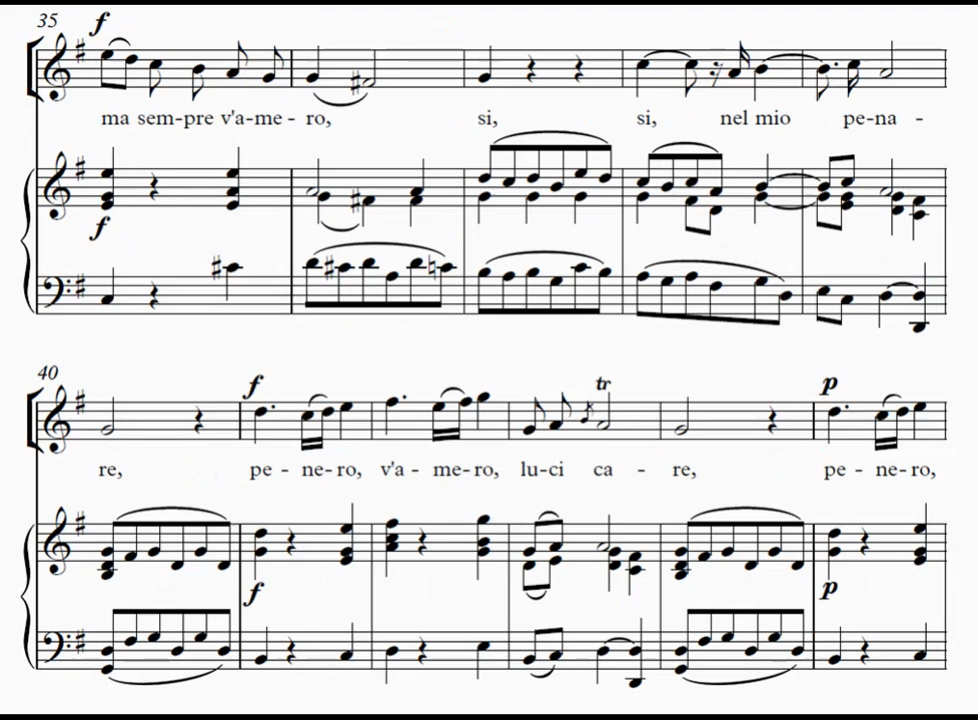 35 f
ma sem-pre v'a-me - ro, si, si, nel mio pe-na -
f
40 f tr p
re, pe - ne-ro, v'a - me-ro, lu-ci ca - re, pe - ne-ro,
f p